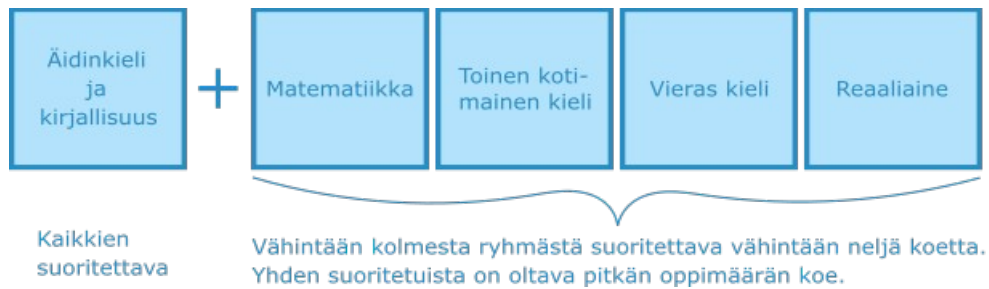 Äidinkieli
ja
kirjallisuus
+
Matematiikka
Toinen koti-
mainen kieli
Vieras kieli
Reaaliaine
Kaikkien
suoritettava
Vähintään kolmesta ryhmästä suoritettava vähintään neljä koetta.
Yhden suoritetuista on oltava pitkän oppimäärän koe.